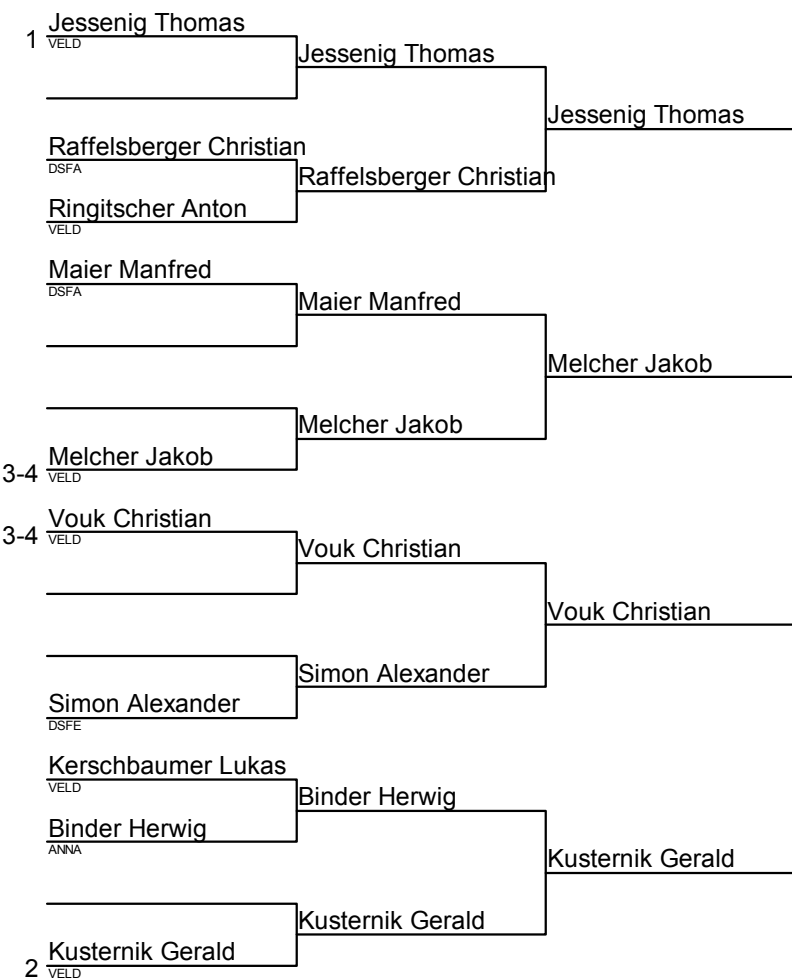 Jessenig Thomas
1 VELD
Jessenig Thomas
Jessenig Thomas
Raffelsberger Christian
DSFA
Raffelsberger Christian
Ringitscher Anton
VELD
Maier Manfred
DSFA
Maier Manfred
Melcher Jakob
Melcher Jakob
Melcher Jakob
3-4 VELD
Vouk Christian
3-4 VELD
Vouk Christian
Vouk Christian
Simon Alexander
Simon Alexander
DSFE
Kerschbaumer Lukas
VELD
Binder Herwig
Binder Herwig
ANNA
Kusternik Gerald
Kusternik Gerald
Kusternik Gerald
2 VELD